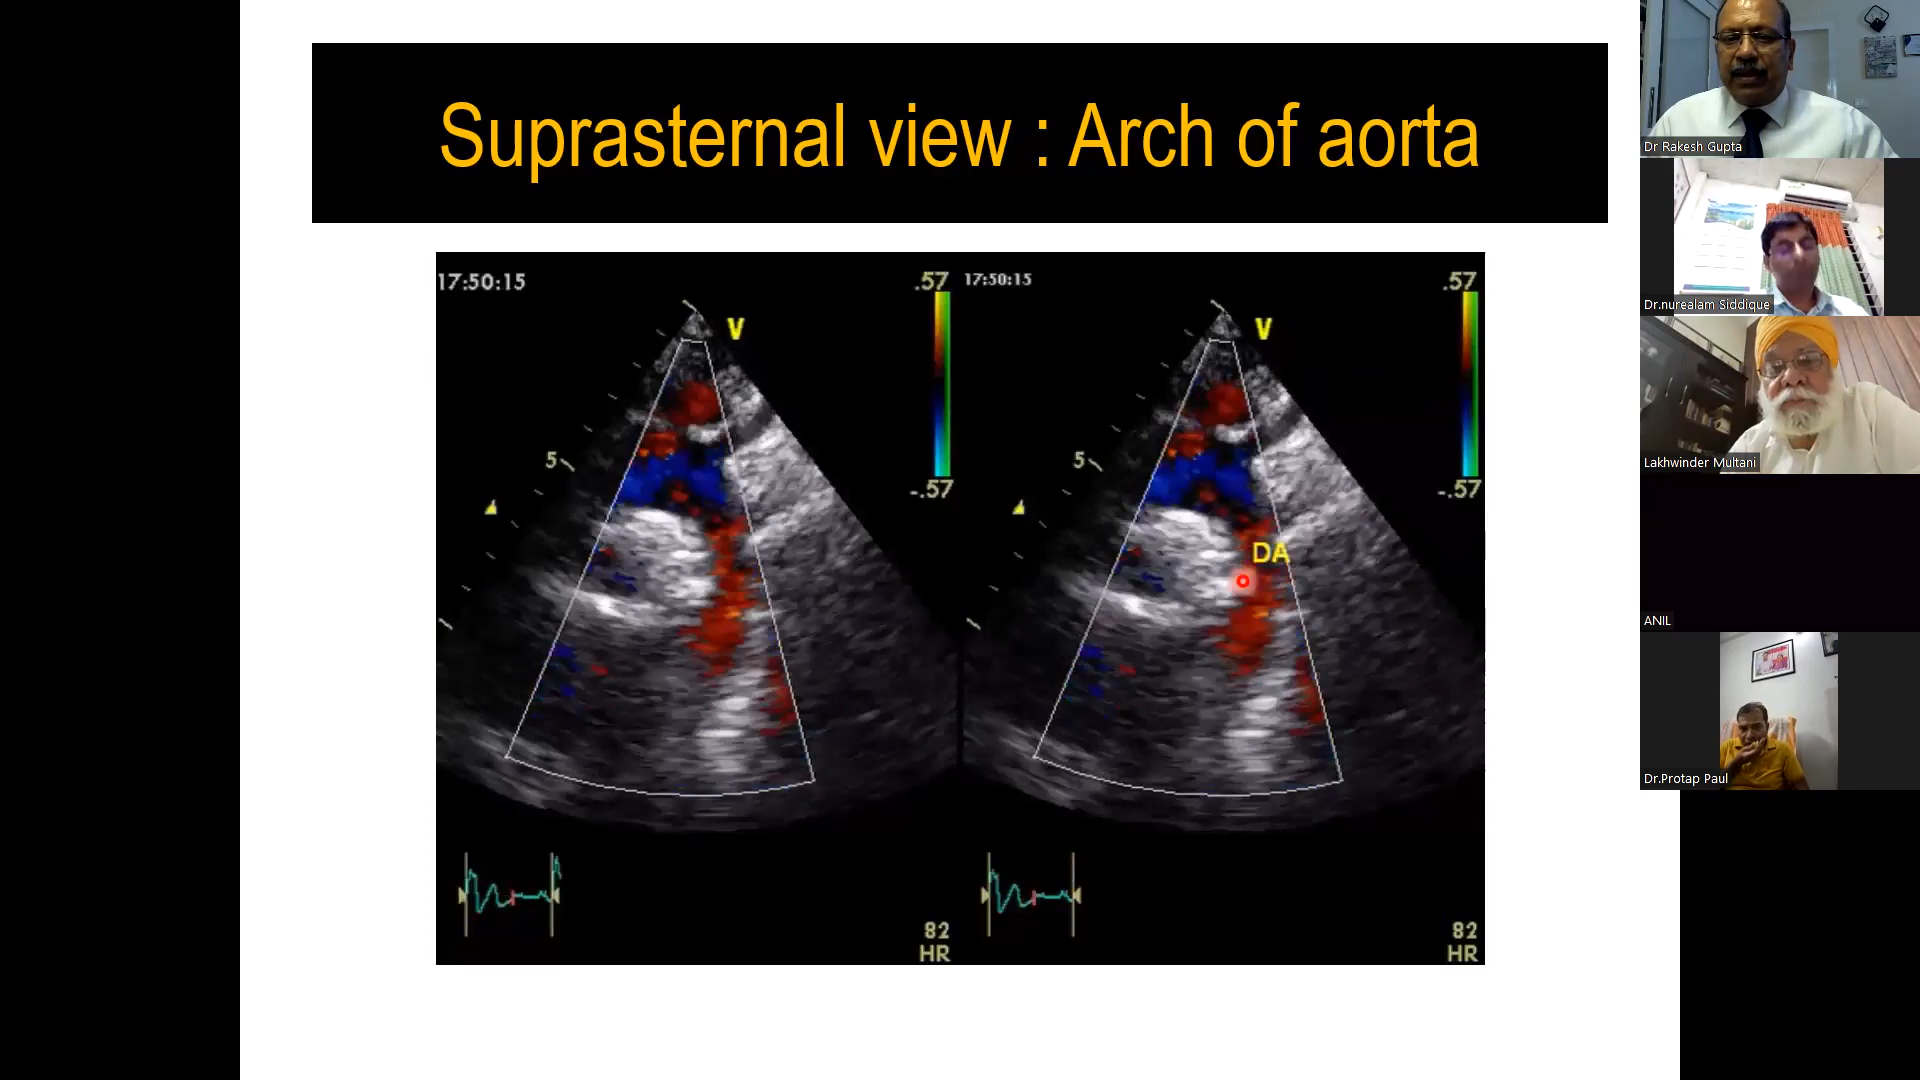 Suprasternal view : Arch of aorta
17:50:15
.57
V
5
-.57
82
HR
17:50:15
.57
V
5
DA
-.57
82
HR
Dr Rakesh Gupta
Dr.nurealam Siddique
Lakhwinder Multani
ANIL
Dr.Protap Paul